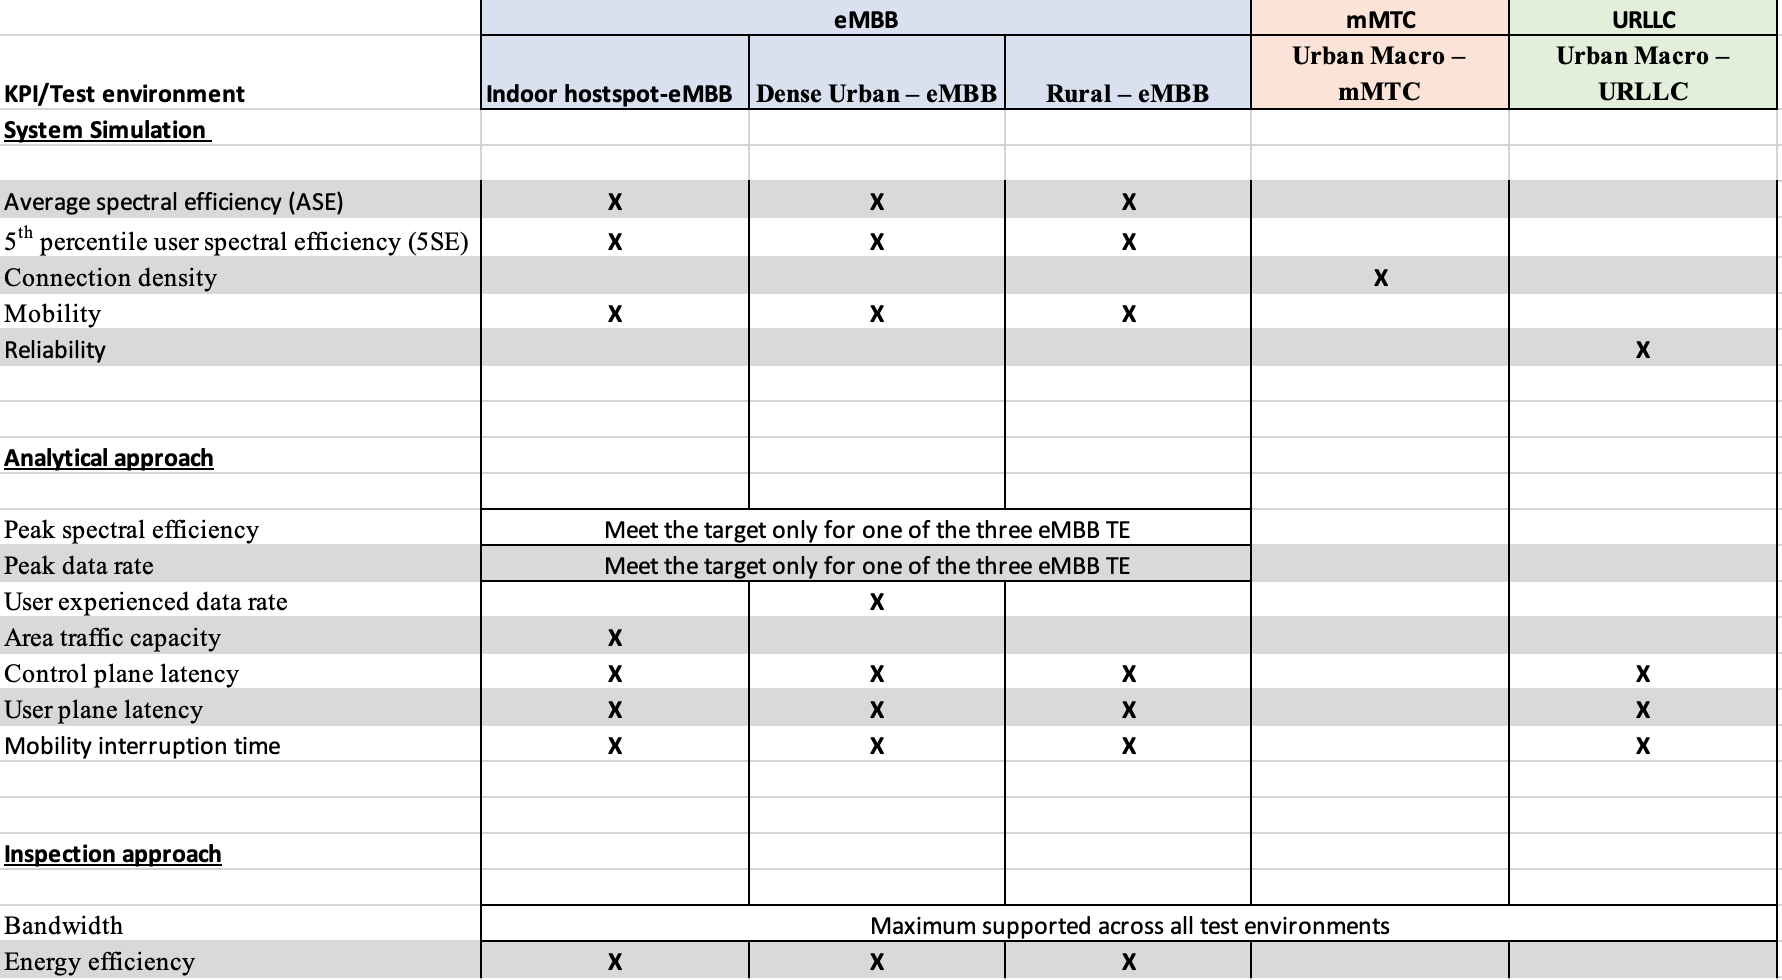 eMBB mMTC URLLC
KPI/Test environment Indoor hostspot-eMBB Dense Urban – eMBB Rural – eMBB Urban Macro – mMTC Urban Macro – URLLC
System Simulation
Average spectral efficiency (ASE) X X X
5th percentile user spectral efficiency (5SE) X X X
Connection density X
Mobility X X X
Reliability X
Analytical approach
Peak spectral efficiency Meet the target only for one of the three eMBB TE
Peak data rate Meet the target only for one of the three eMBB TE
User experienced data rate X
Area traffic capacity X
Control plane latency X X X X
User plane latency X X X X
Mobility interruption time X X X X
Inspection approach
Bandwidth Maximum supported across all test environments
Energy efficiency X X X